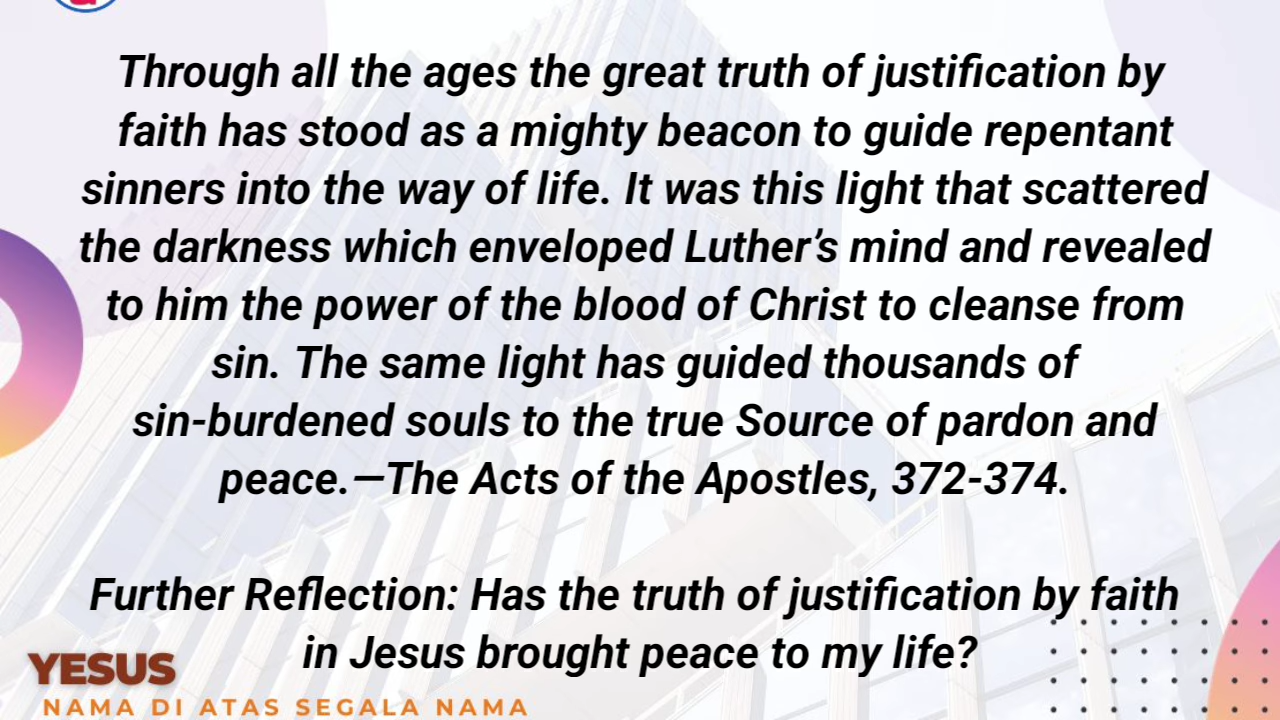 Through all the ages the great truth of justification by
faith has stood as a mighty beacon to guide repentant
sinners into the way of life. It was this light that scattered
the darkness which enveloped Luther’s mind and revealed
to him the power of the blood of Christ to cleanse from
sin. The same light has guided thousands of
sin-burdened souls to the true Source of pardon and
peace.—The Acts of the Apostles, 372-374.
Further Reflection: Has the truth of justification by faith
in Jesus brought peace to my life?
YESUS
NAMA DI ATAS SEGALA NAMA